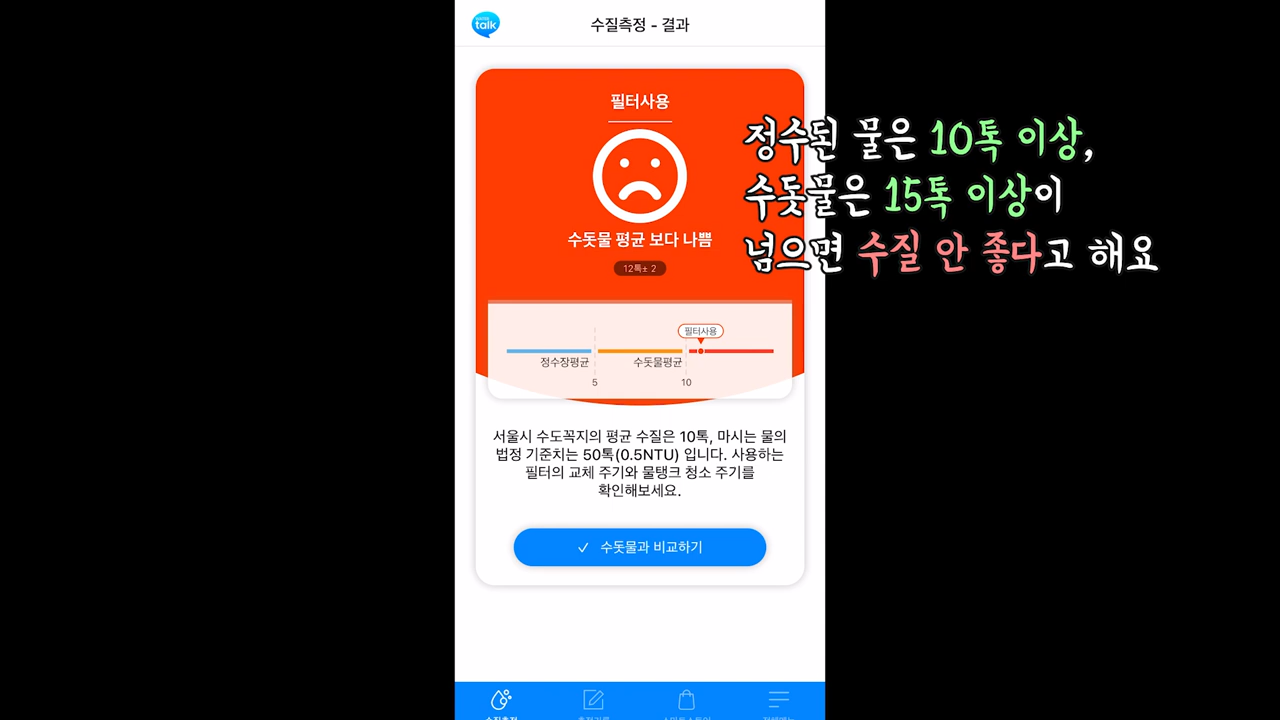 WATER
talk
수질측정 - 결과
필터사용
수돗물 평균 보다 나쁨
12톡± 2
정수된 물은 10톡 이상,
수돗물은 15톡 이상이
넘으면 수질 안 좋다고 해요
필터사용
정수장평균
수돗물평균
5
10
서울시 수도꼭지의 평균 수질은 10톡, 마시는 물의
법정 기준치는 50톡(0.5NTU) 입니다. 사용하는
필터의 교체 주기와 물탱크 청소 주기를
확인해보세요.
✓ 수돗물과 비교하기